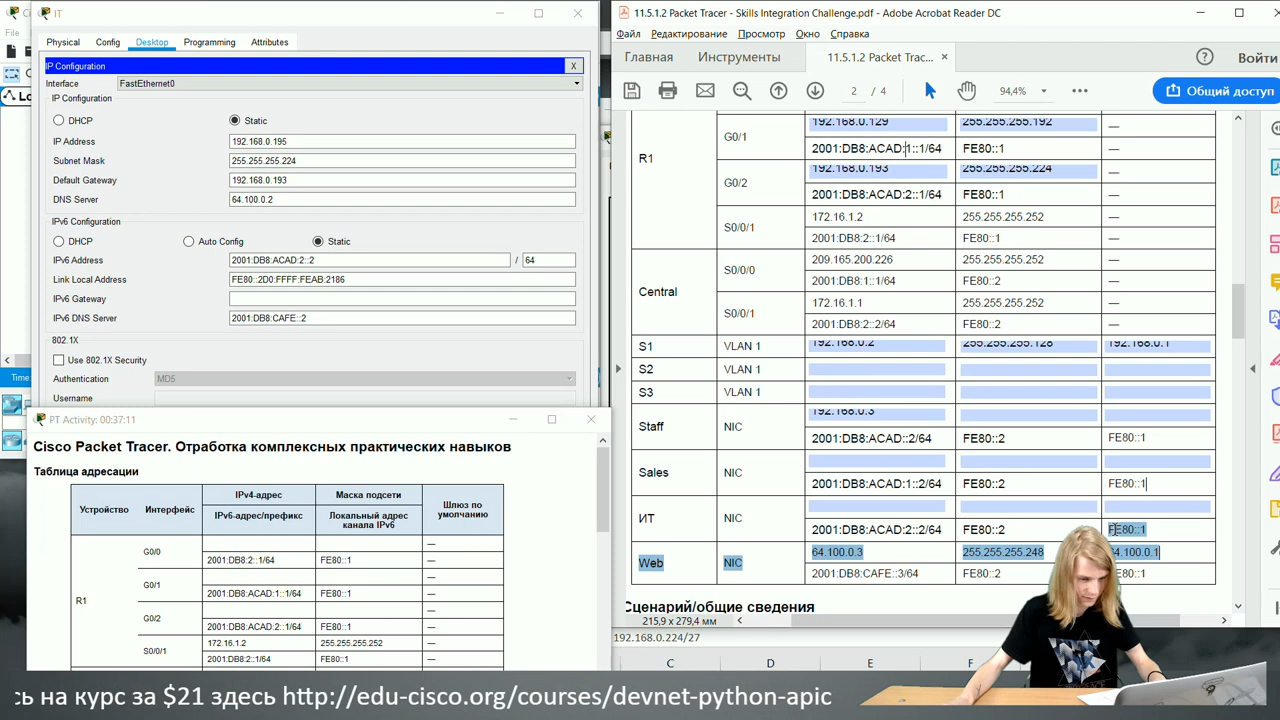 IT
Physical Config Desktop Programming Attributes
IP Configuration X
Interface FastEthernet0
IP Configuration
DHCP Static
IP Address 192.168.0.195
Subnet Mask 255.255.255.224
Default Gateway 192.168.0.193
DNS Server 64.100.0.2
IPv6 Configuration
DHCP Auto Config Static
IPv6 Address 2001:DB8:ACAD:2::2 / 64
Link Local Address FE80::2D0:FFFF:FEAB:2186
IPv6 Gateway
IPv6 DNS Server 2001:DB8:CAFE::2
802.1X
Use 802.1X Security
Authentication MD5
Username
Time:
PT Activity: 00:37:11
Cisco Packet Tracer. Отработка комплексных практических навыков
Таблица адресации
Устройство Интерфейс IPv4-адрес Маска подсети Шлюз по умолчанию
IPv6-адрес/префикс Локальный адрес канала IPv6
R1
G0/0 —
2001:DB8:2::1/64 FE80::1
G0/1 —
2001:DB8:ACAD:1::1/64 FE80::1 —
G0/2 —
2001:DB8:ACAD:2::1/64 FE80::1 —
S0/0/1 172.16.1.2 255.255.255.252 —
2001:DB8:2::1/64 FE80::1 —
11.5.1.2 Packet Tracer - Skills Integration Challenge.pdf - Adobe Acrobat Reader DC
Файл Редактирование Просмотр Окно Справка
Главная Инструменты 11.5.1.2 Packet Trac... × Войти
2 / 4 94,4% Общий доступ
R1
G0/1 192.168.0.129 255.255.255.192 —
2001:DB8:ACAD:1::1/64 FE80::1
G0/2 192.168.0.193 255.255.255.224 —
2001:DB8:ACAD:2::1/64 FE80::1 —
S0/0/1 172.16.1.2 255.255.255.252 —
2001:DB8:2::1/64 FE80::1 —
Central
S0/0/0 209.165.200.226 255.255.255.252 —
2001:DB8:1::1/64 FE80::2 —
S0/0/1 172.16.1.1 255.255.255.252 —
2001:DB8:2::2/64 FE80::2 —
S1 VLAN 1 192.168.0.2 255.255.255.128 192.168.0.1
S2 VLAN 1
S3 VLAN 1
Staff NIC 192.168.0.3
2001:DB8:ACAD::2/64 FE80::2 FE80::1
Sales NIC
2001:DB8:ACAD:1::2/64 FE80::2 FE80::1
ИТ NIC
2001:DB8:ACAD:2::2/64 FE80::2 FE80::1
Web NIC 64.100.0.3 255.255.255.248 64.100.0.1
2001:DB8:CAFE::3/64 FE80::2 FE80::1
Сценарий/общие сведения
215,9 x 279,4 мм
192.168.0.224/27
C D E F
сь на курс за $21 здесь http://edu-cisco.org/courses/devnet-python-apic